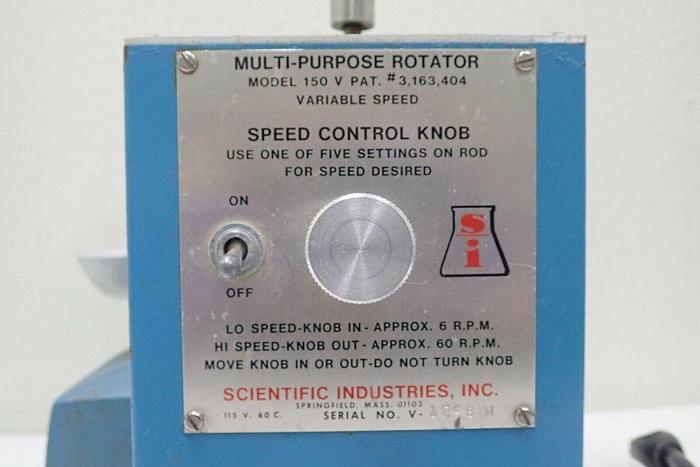 MULTI-PURPOSE ROTATOR
MODEL 150 V PAT. #3,163,404
VARIABLE SPEED
SPEED CONTROL KNOB
USE ONE OF FIVE SETTINGS ON ROD
FOR SPEED DESIRED
ON
si
OFF
LO SPEED-KNOB IN - APPROX. 6 R.P.M.
HI SPEED-KNOB OUT - APPROX. 60 R.P.M.
MOVE KNOB IN OR OUT-DO NOT TURN KNOB
SCIENTIFIC INDUSTRIES, INC.
SPRINGFIELD, MASS. 01103
115 V. 60 C. SERIAL NO. V-